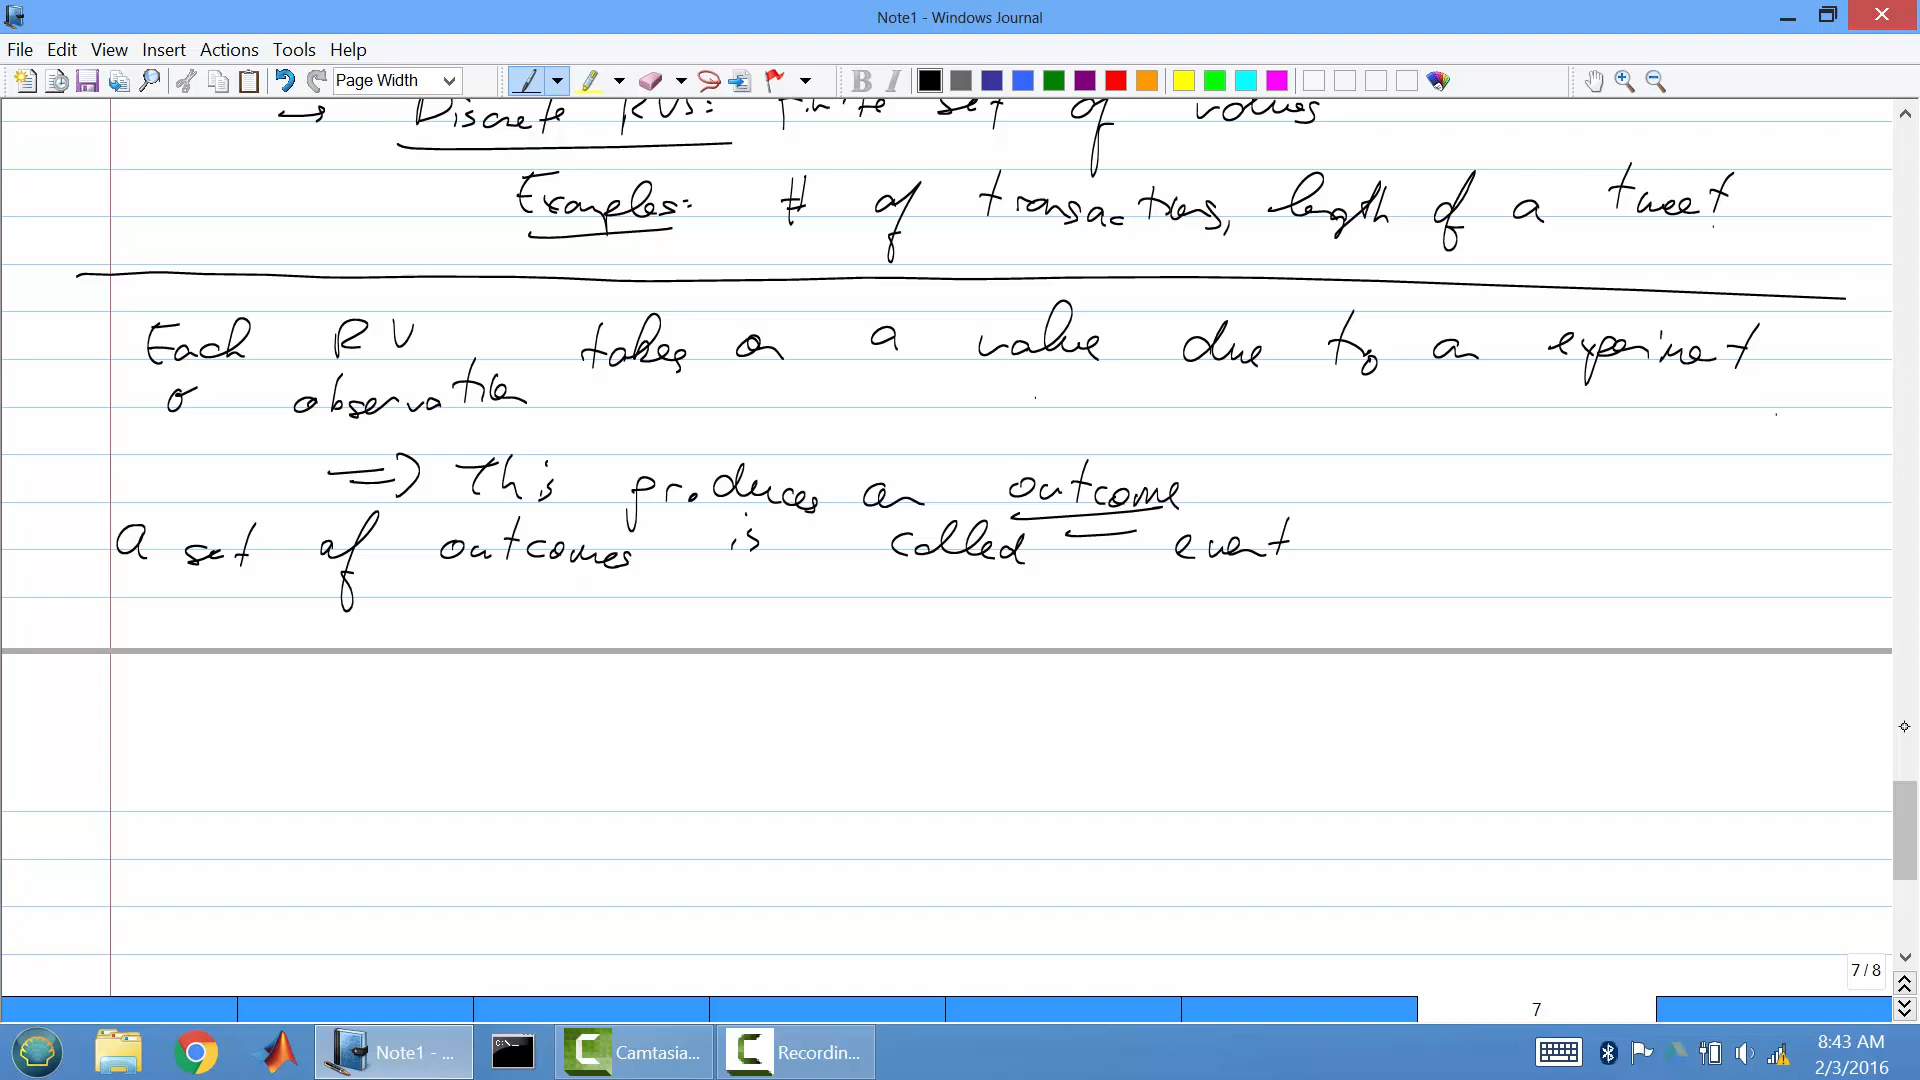 Note1 - Windows Journal
File Edit View Insert Actions Tools Help
Page Width
B I
→ Discrete RVs: finite set of values
Examples: # of transactions, length of a tweet
Each RV takes on a value due to an experiment
or observation
=> This produces an outcome
A set of outcomes is called event
7 / 8
7
Note1 - ...
C:\_
Camtasia...
Recordin...
8:43 AM
2/3/2016